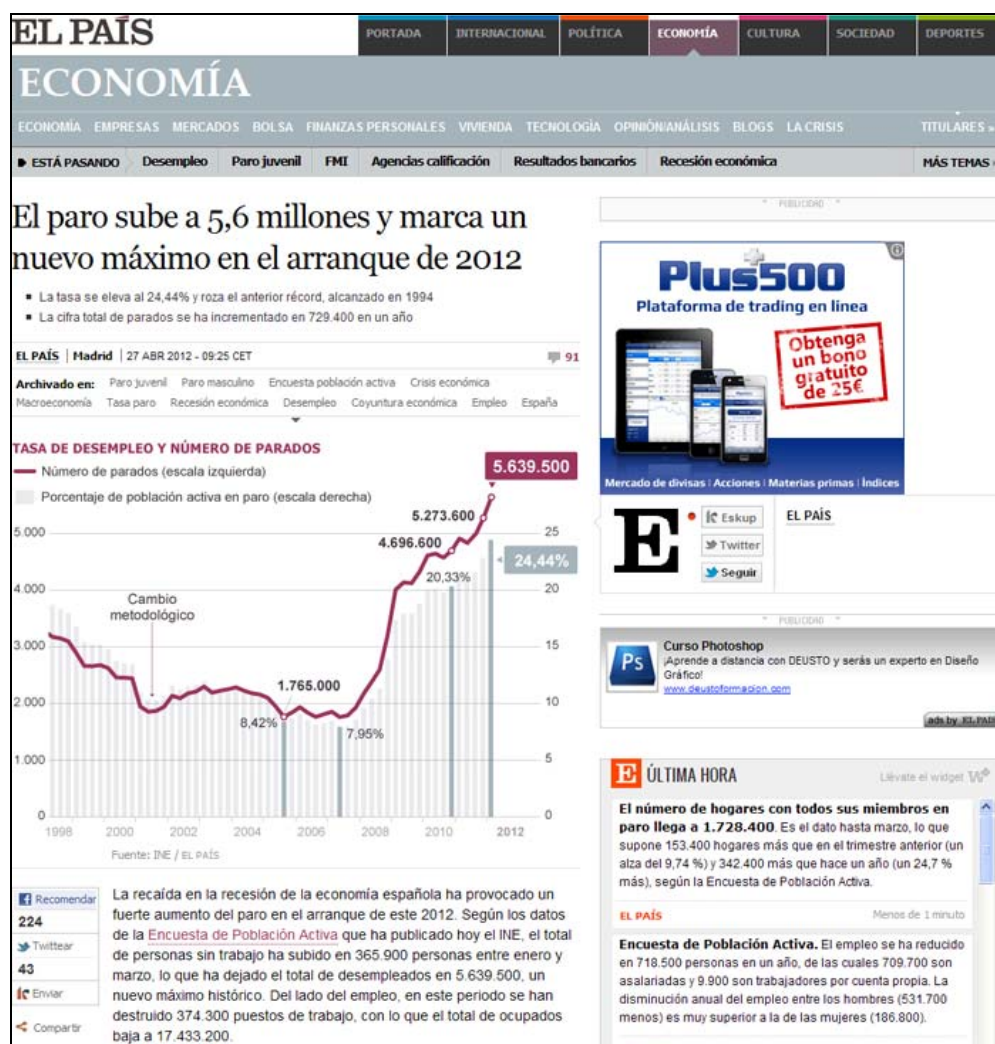 EL PAÍS
PORTADA INTERNACIONAL POLÍTICA ECONOMÍA CULTURA SOCIEDAD DEPORTES
ECONOMÍA
ECONOMÍA EMPRESAS MERCADOS BOLSA FINANZAS PERSONALES VIVIENDA TECNOLOGÍA OPINIÓN/ANÁLISIS BLOGS LA CRISIS TITULARES »
ESTÁ PASANDO Desempleo Paro juvenil FMI Agencias calificación Resultados bancarios Recesión económica MÁS TEMAS
El paro sube a 5,6 millones y marca un
nuevo máximo en el arranque de 2012
La tasa se eleva al 24,44% y roza el anterior récord, alcanzado en 1994
La cifra total de parados se ha incrementado en 729.400 en un año
EL PAÍS | Madrid | 27 ABR 2012 - 09:25 CET 91
Archivado en: Paro juvenil Paro masculino Encuesta población activa Crisis económica
Macroeconomía Tasa paro Recesión económica Desempleo Coyuntura económica Empleo España
TASA DE DESEMPLEO Y NÚMERO DE PARADOS
Número de parados (escala izquierda)
Porcentaje de población activa en paro (escala derecha)
5.639.500
5.273.600
4.696.600
24,44%
20,33%
Cambio
metodológico
1.765.000
8,42%
7,95%
5.000
4.000
3.000
2.000
1.000
0
25
20
15
10
5
0
1998 2000 2002 2004 2006 2008 2010 2012
Fuente: INE / EL PAÍS
Recomendar
224
Twittear
43
Enviar
Compartir
La recaída en la recesión de la economía española ha provocado un
fuerte aumento del paro en el arranque de este 2012. Según los datos
de la Encuesta de Población Activa que ha publicado hoy el INE, el total
de personas sin trabajo ha subido en 365.900 personas entre enero y
marzo, lo que ha dejado el total de desempleados en 5.639.500, un
nuevo máximo histórico. Del lado del empleo, en este periodo se han
destruido 374.300 puestos de trabajo, con lo que el total de ocupados
baja a 17.433.200.
PUBLICIDAD
Plus500
Plataforma de trading en línea
Obtenga
un bono
gratuito
de 25€
Mercado de divisas | Acciones | Materias primas | Índices
E
Eskup
Twitter
Seguir
EL PAÍS
PUBLICIDAD
Ps
Curso Photoshop
¡Aprende a distancia con DEUSTO y serás un experto en Diseño
Gráfico!
www.deustoformacion.com
ads by EL PAÍS
E ÚLTIMA HORA Llévate el widget W
El número de hogares con todos sus miembros en
paro llega a 1.728.400. Es el dato hasta marzo, lo que
supone 153.400 hogares más que en el trimestre anterior (un
alza del 9,74 %) y 342.400 más que hace un año (un 24,7 %
más), según la Encuesta de Población Activa.
EL PAÍS Menos de 1 minuto
Encuesta de Población Activa. El empleo se ha reducido
en 718.500 personas en un año, de las cuales 709.700 son
asalariadas y 9.900 son trabajadores por cuenta propia. La
disminución anual del empleo entre los hombres (531.700
menos) es muy superior a la de las mujeres (186.800).